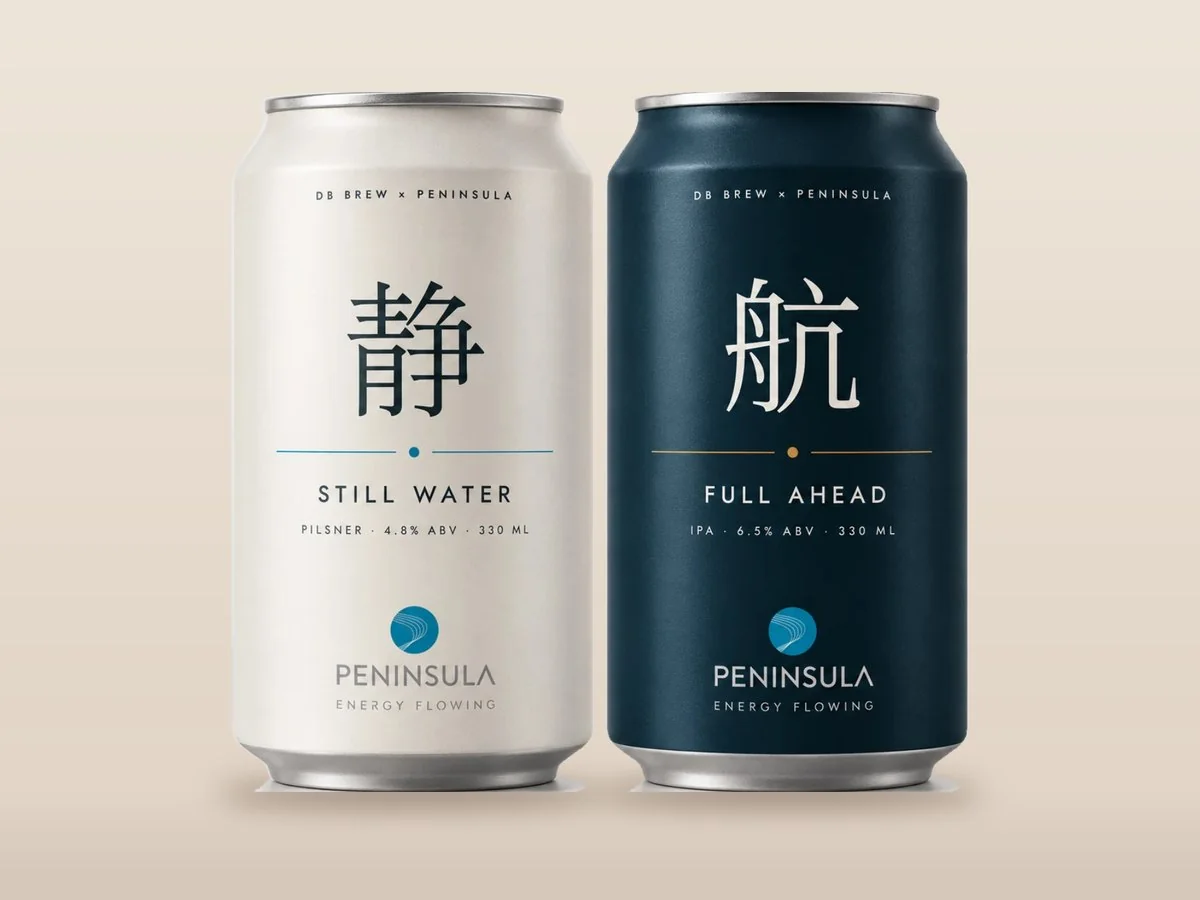 DB BREW × PENINSULA
静
STILL WATER
PILSNER · 4.8% ABV · 330 ML
PENINSULA
ENERGY FLOWING
DB BREW × PENINSULA
航
FULL AHEAD
IPA · 6.5% ABV · 330 ML
PENINSULA
ENERGY FLOWING